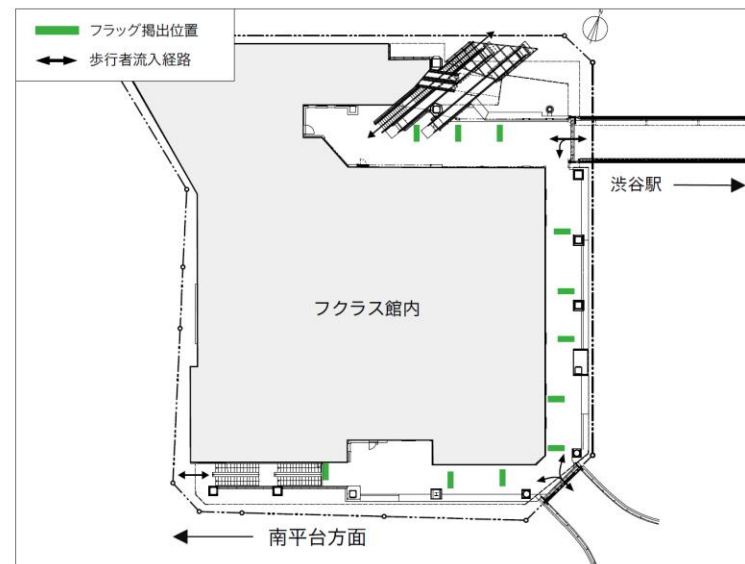 フラッグ掲出位置
歩行者流入経路
N
渋谷駅
フクラス館内
南平台方面